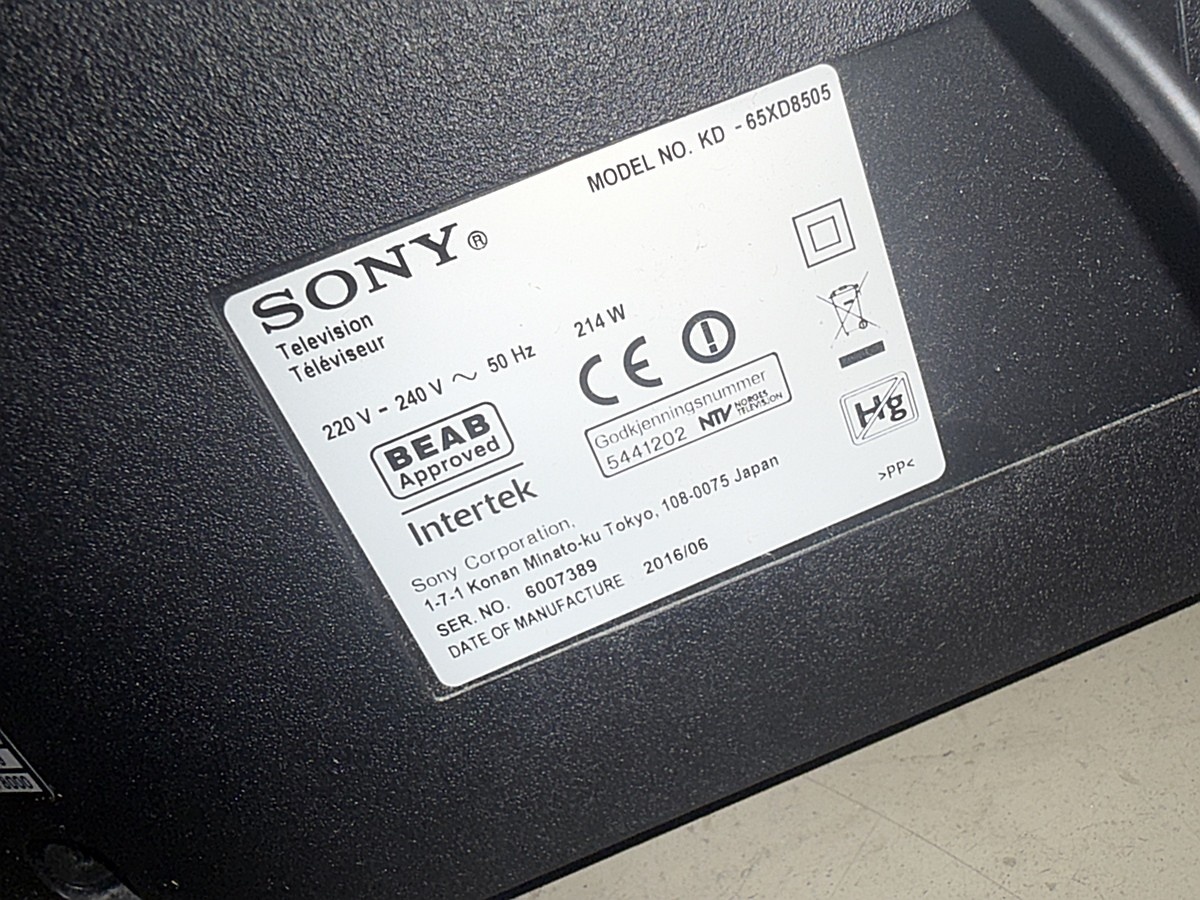 MODEL NO. KD - 65XD8505
SONY®
Television
Téléviseur
220 V - 240 V ~ 50 Hz 214 W
BEAB
Approved
Intertek
CE
Godkjenningsnummer
5441202 NTV NORGES TELEVISJON
Hg
>PP<
Sony Corporation,
1-7-1 Konan Minato-ku Tokyo, 108-0075 Japan
SER. NO. 6007389
DATE OF MANUFACTURE 2016/06